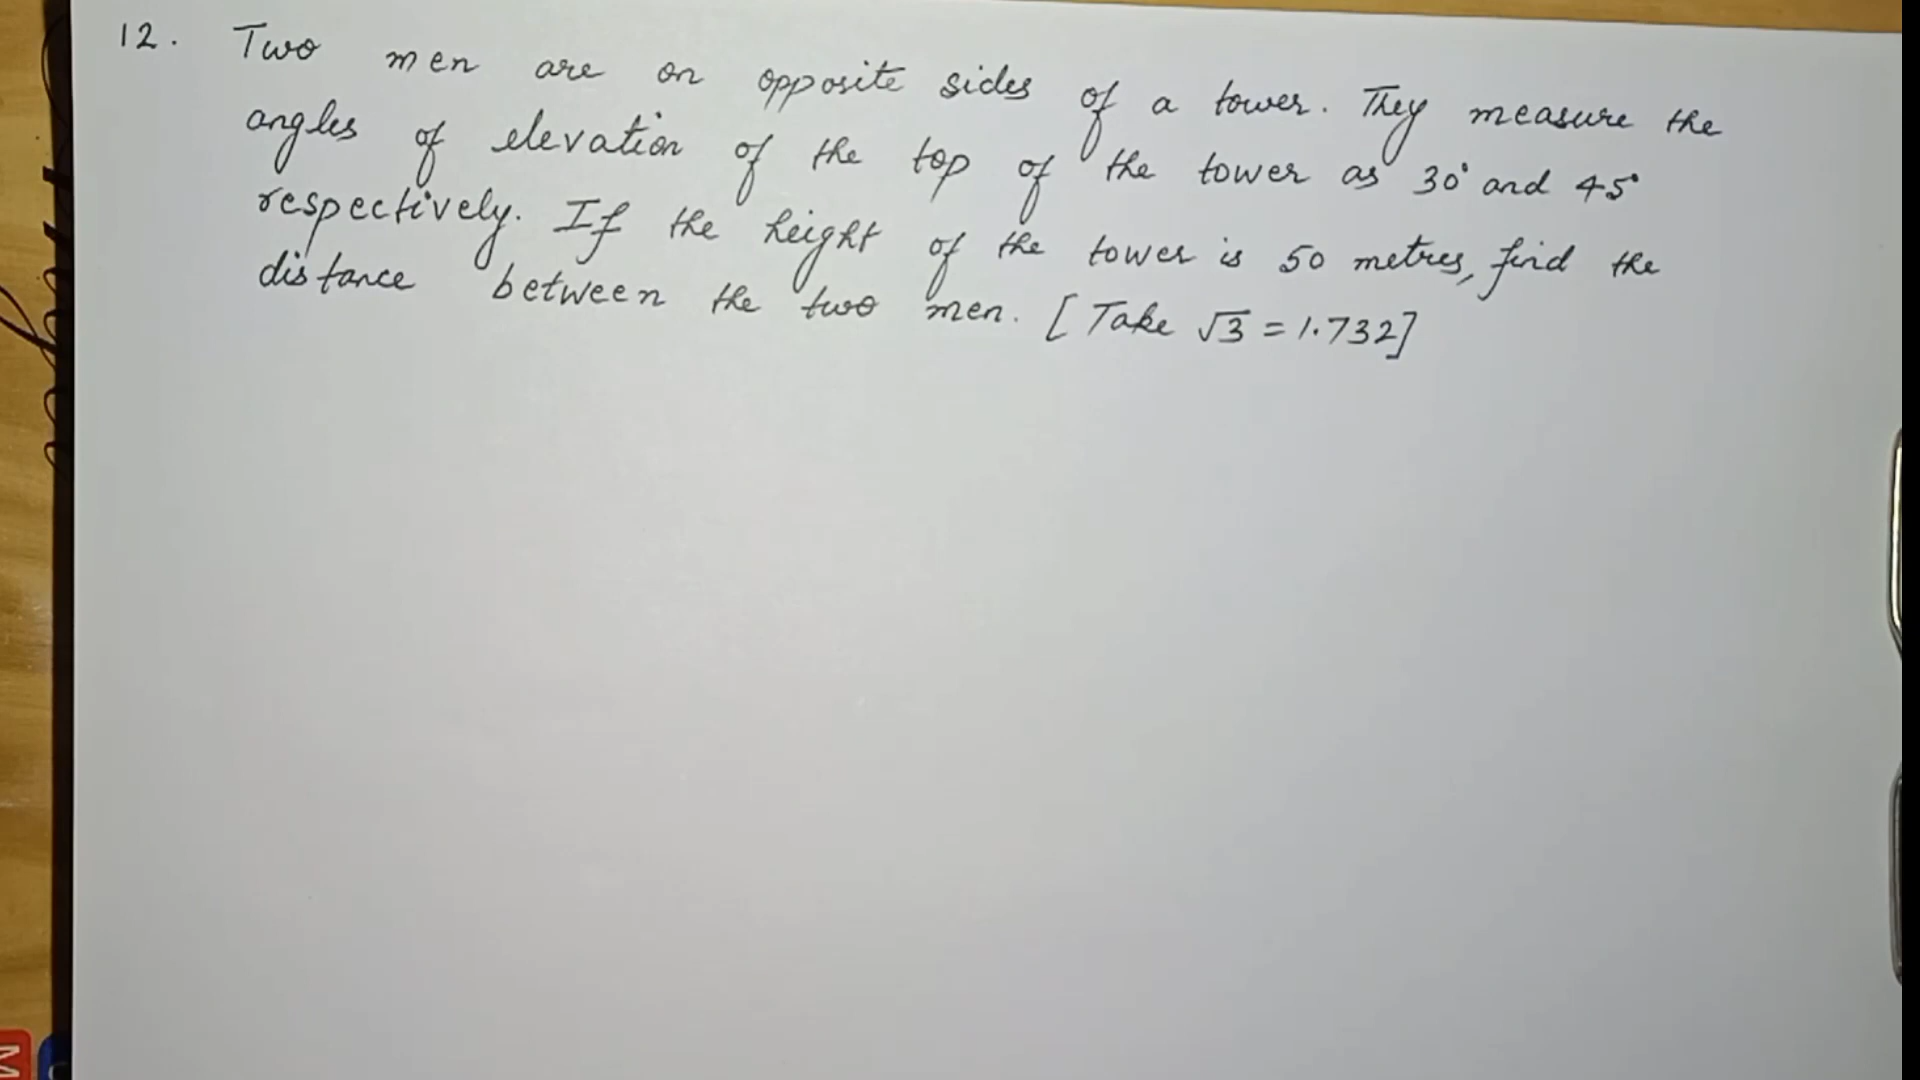 12. Two men are on opposite sides of a tower. They measure the
angles of elevation of the top of the tower as 30° and 45°
respectively. If the height of the tower is 50 metres, find the
distance between the two men. [Take √3 = 1.732]
M